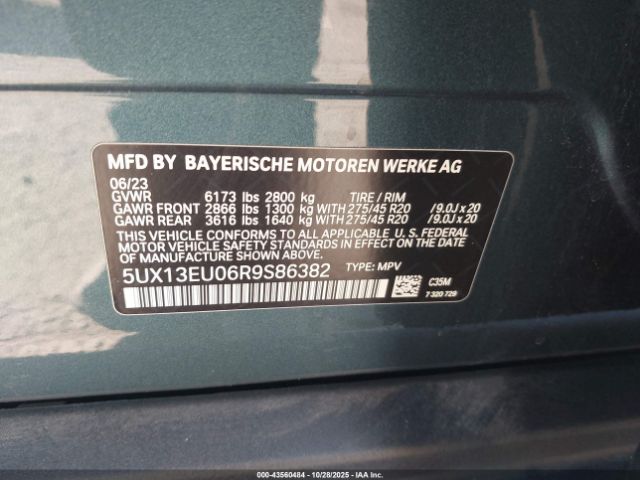 MFD BY BAYERISCHE MOTOREN WERKE AG
06/23
GVWR 6173 lbs 2800 kg TIRE / RIM
GAWR FRONT 2866 lbs 1300 kg WITH 275/45 R20 /9.0J x 20
GAWR REAR 3616 lbs 1640 kg WITH 275/45 R20 /9.0J x 20
THIS VEHICLE CONFORMS TO ALL APPLICABLE U.S. FEDERAL
MOTOR VEHICLE SAFETY STANDARDS IN EFFECT ON THE DATE OF
MANUFACTURE SHOWN ABOVE.
5UX13EU06R9S86382 TYPE: MPV
C35M
7 320 729
000-43560484 | 10/28/2025 | IAAI.com